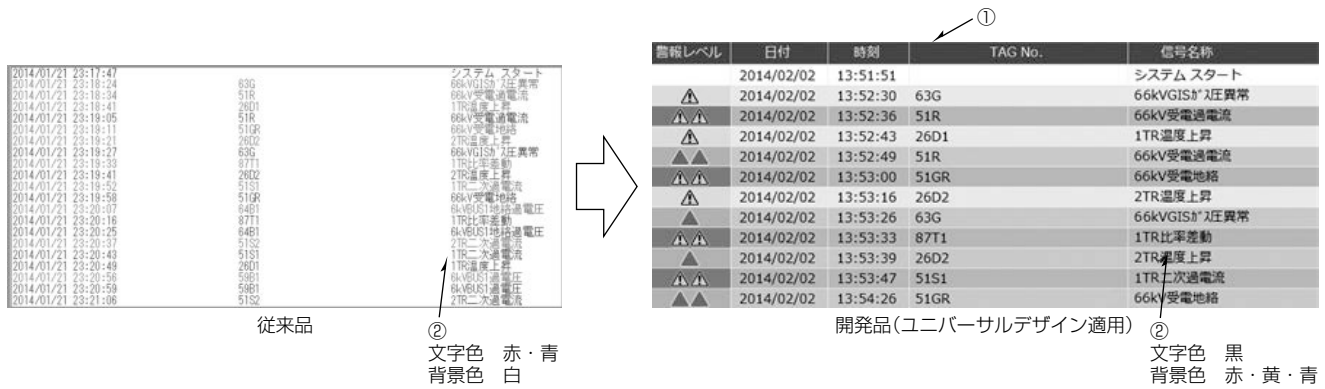 ①
2014/01/21 23:17:47 システム スタート
2014/01/21 23:18:24 63G 66kVGISｶﾞｽ圧異常
2014/01/21 23:18:34 51R 66kV受電過電流
2014/01/21 23:18:41 26D1 1TR温度上昇
2014/01/21 23:19:05 51R 66kV受電過電流
2014/01/21 23:19:11 51GR 66kV受電地絡
2014/01/21 23:19:21 26D2 2TR温度上昇
2014/01/21 23:19:27 63G 66kVGISｶﾞｽ圧異常
2014/01/21 23:19:33 87T1 1TR比率差動
2014/01/21 23:19:41 26D2 2TR温度上昇
2014/01/21 23:19:52 51S1 1TR二次過電流
2014/01/21 23:19:58 51GR 66kV受電地絡
2014/01/21 23:20:07 64B1 6kVBUS1地絡過電圧
2014/01/21 23:20:16 87T1 1TR比率差動
2014/01/21 23:20:25 64B1 6kVBUS1地絡過電圧
2014/01/21 23:20:37 51S2 2TR二次過電流
2014/01/21 23:20:43 51S1 1TR二次過電流
2014/01/21 23:20:49 26D1 1TR温度上昇
2014/01/21 23:20:56 59B1 6kVBUS1過電圧
2014/01/21 23:20:59 59B1 6kVBUS1過電圧
2014/01/21 23:21:06 51S2 2TR二次過電流
従来品
②
文字色 赤・青
背景色 白
警報レベル 日付 時刻 TAG No. 信号名称
2014/02/02 13:51:51 システム スタート
2014/02/02 13:52:30 63G 66kVGISｶﾞｽ圧異常
2014/02/02 13:52:36 51R 66kV受電過電流
2014/02/02 13:52:43 26D1 1TR温度上昇
2014/02/02 13:52:49 51R 66kV受電過電流
2014/02/02 13:53:00 51GR 66kV受電地絡
2014/02/02 13:53:16 26D2 2TR温度上昇
2014/02/02 13:53:26 63G 66kVGISｶﾞｽ圧異常
2014/02/02 13:53:33 87T1 1TR比率差動
2014/02/02 13:53:39 26D2 2TR温度上昇
2014/02/02 13:53:47 51S1 1TR二次過電流
2014/02/02 13:54:26 51GR 66kV受電地絡
開発品(ユニバーサルデザイン適用)
②
文字色 黒
背景色 赤・黄・青